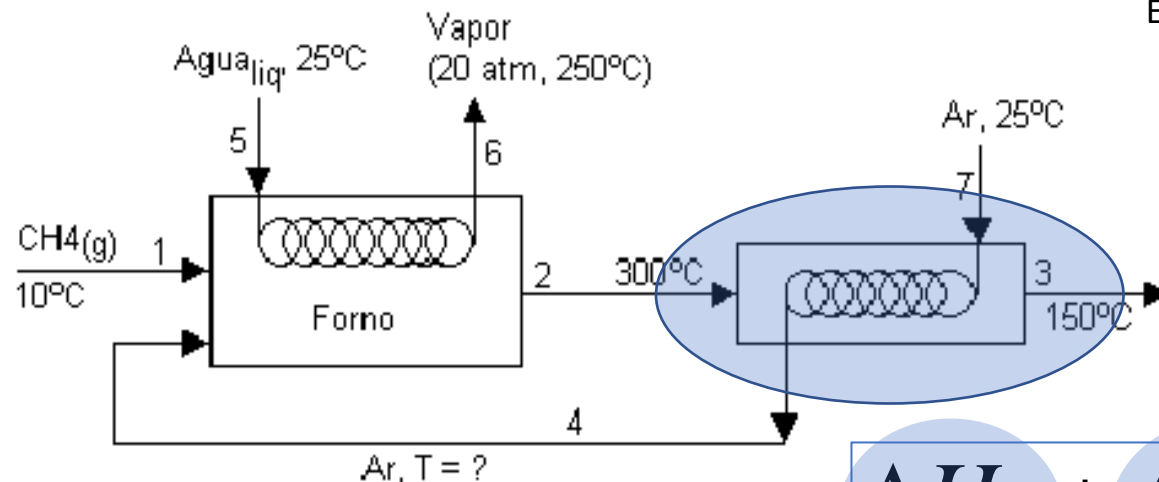 E
Vapor
(20 atm, 250ºC)
Agua liq, 25ºC
Ar, 25ºC
5
6
7
CH4(g) 1
10ºC
2
300ºC
3
150ºC
Forno
4
Ar, T = ?